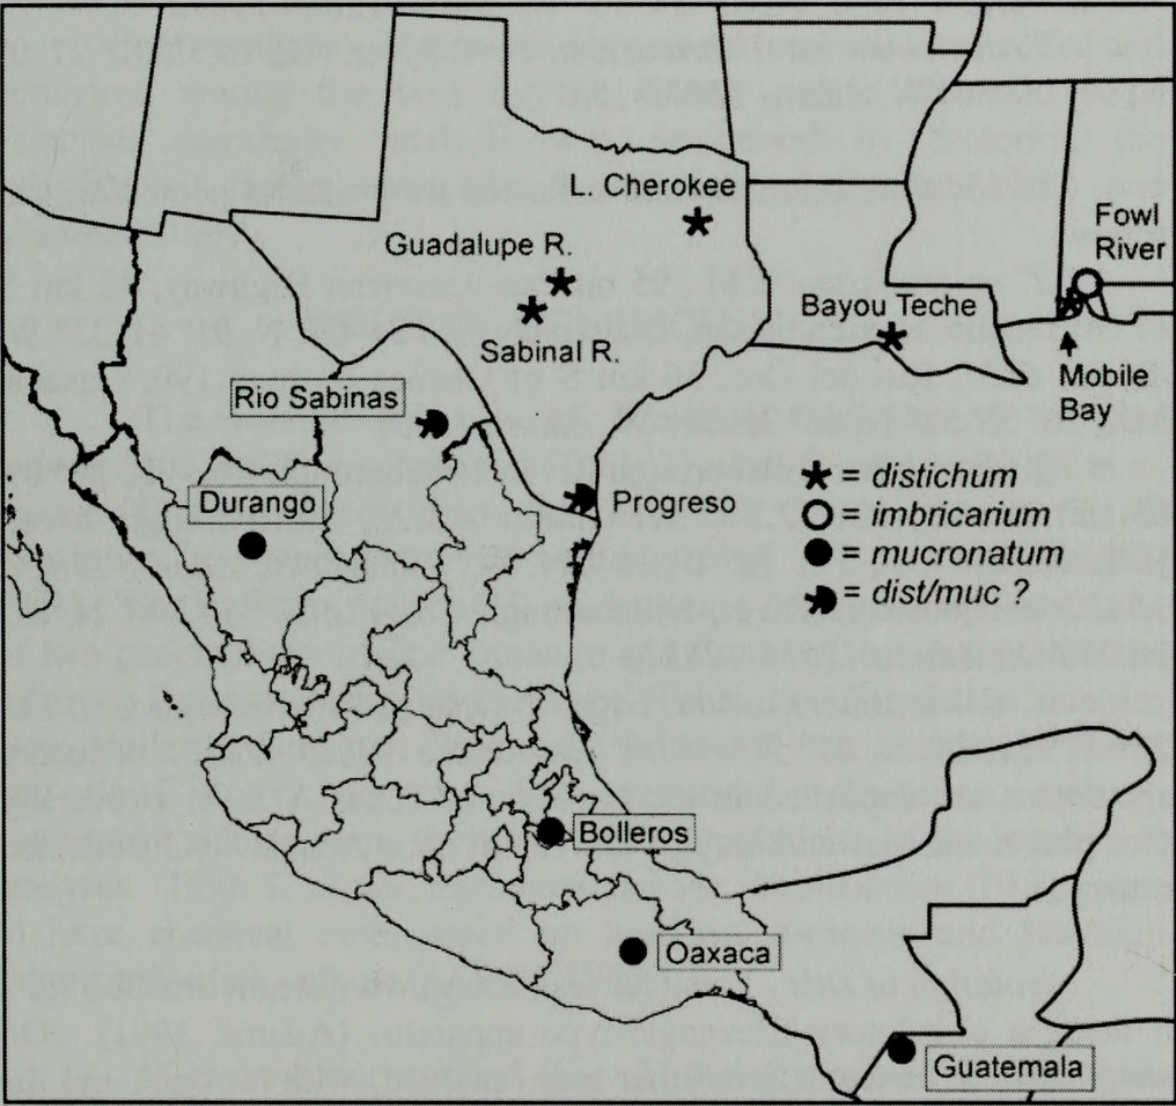 L. Cherokee
Fowl
River
Guadalupe R.
Bayou Teche
Sabinal R.
Mobile
Bay
Rio Sabinas
Durango
Progreso
= distichum
= imbricarium
= mucronatum
= dist/muc ?
Bolleros
Oaxaca
Guatemala